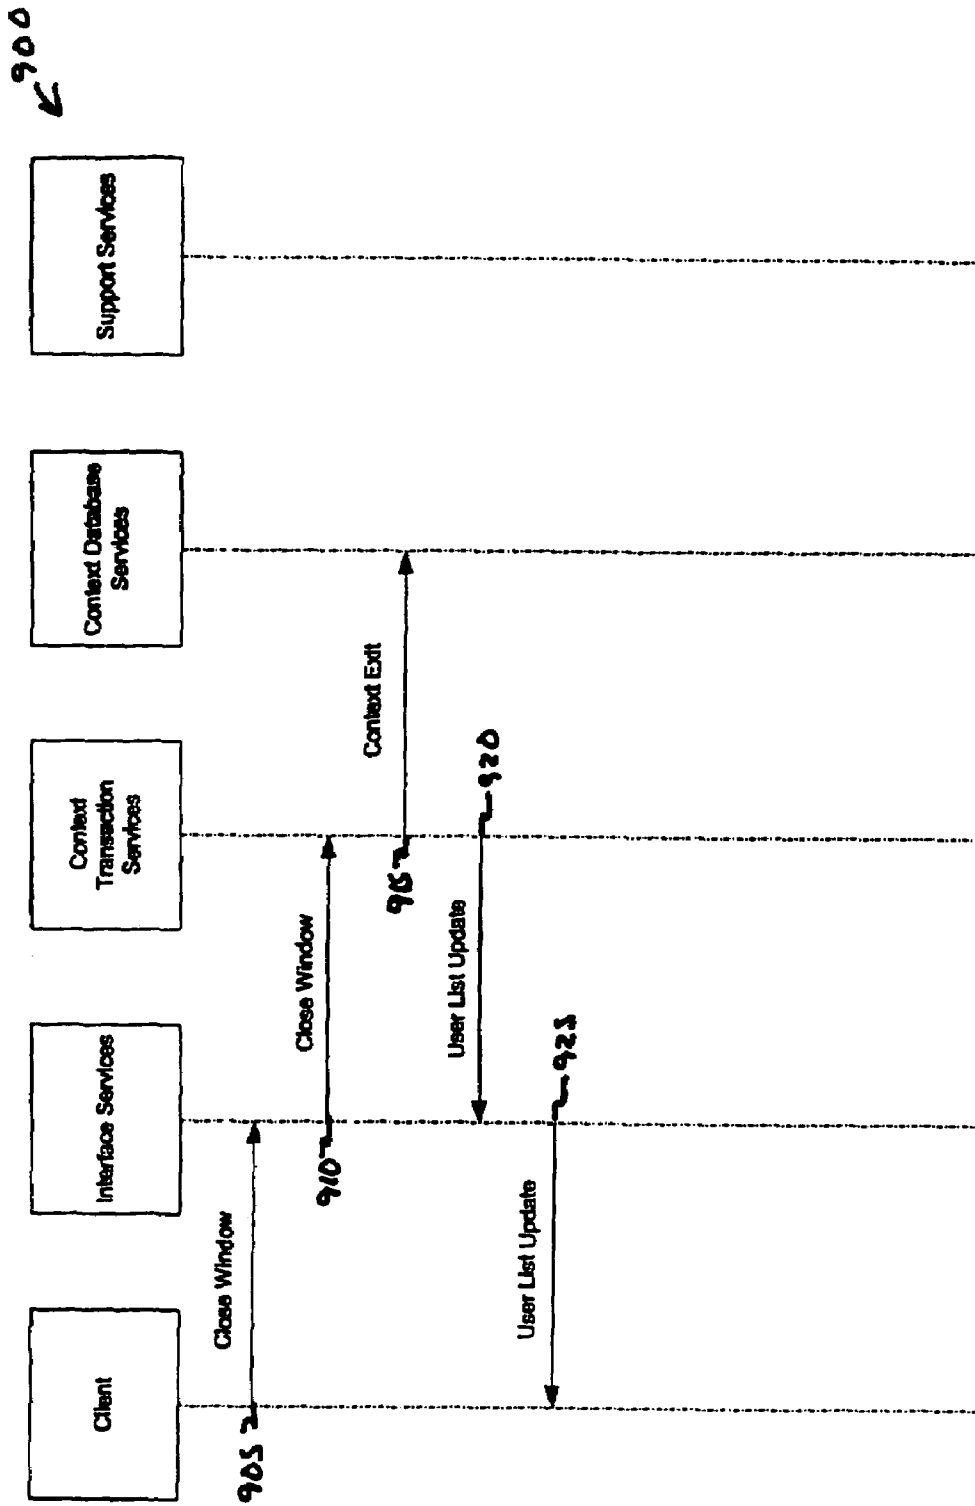 900
Client
Interface Services
Context
Transaction
Services
Context Database
Services
Support Services
905
Close Window
910
Close Window
915
Context Exit
920
User List Update
925
User List Update